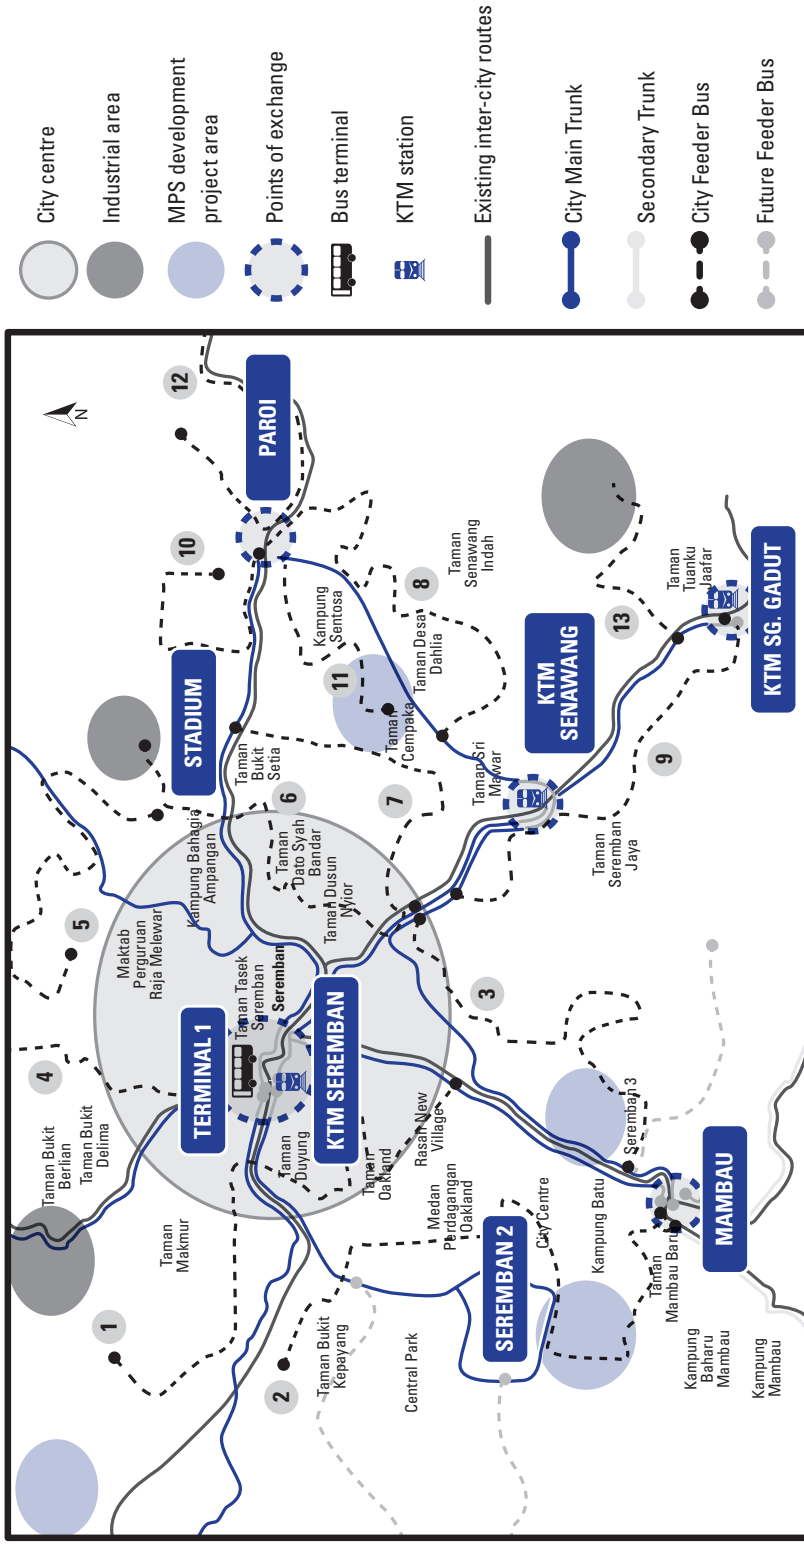 City centre
Industrial area
MPS development
project area
Points of exchange
Bus terminal
KTM station
Existing inter-city routes
City Main Trunk
Secondary Trunk
City Feeder Bus
Future Feeder Bus
N
12
PAROI
10
STADIUM
Kampung
Sentosa
8
Taman
Senawang
Indah
11
Taman Desa
Dahlia
Taman
Cempaka
Taman
Bukit
Setia
6
7
Taman Sri
Mawar
KTM
SENAWANG
13
Taman
Tuanku
Jaafar
KTM SG. GADUT
9
Taman
Seremban
Jaya
Kampung Bahagia
Ampangan
Taman
Dato Syah
Bandar
Taman Dusun
Nyior
5
Maktab
Perguruan
Raja Melewar
4
TERMINAL 1
Taman Tasek
Seremban
Seremban
KTM SEREMBAN
3
Taman Bukit
Berlian
Taman Bukit
Delima
Taman
Makmur
Taman
Duyung
Taman
Oakland
Rasah New
Village
Medan
Perdagangan
Oakland
Seremban 3
1
2
Taman Bukit
Kepayang
Central Park
SEREMBAN 2
City Centre
Kampung Batu
Taman
Mambau Baru
MAMBAU
Kampung
Baharu
Mambau
Kampung
Mambau